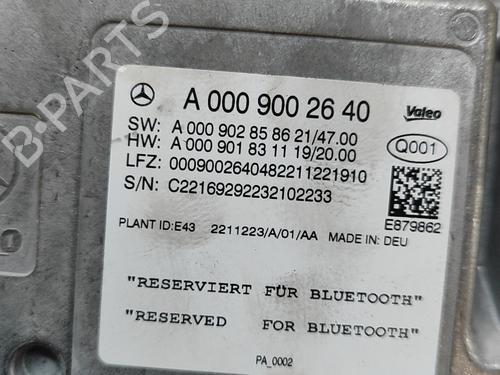 B-PARTS
A 000 900 26 40
Valeo
SW: A 000 902 85 86 21/47.00
HW: A 000 901 83 11 19/20.00
Q001
LFZ: 0009002640482211221910
S/N: C22169292232102233
E879862
PLANT ID:E43 2211223/A/01/AA MADE IN: DEU
"RESERVIERT FÜR BLUETOOTH"
"RESERVED FOR BLUETOOTH"
PA_0002